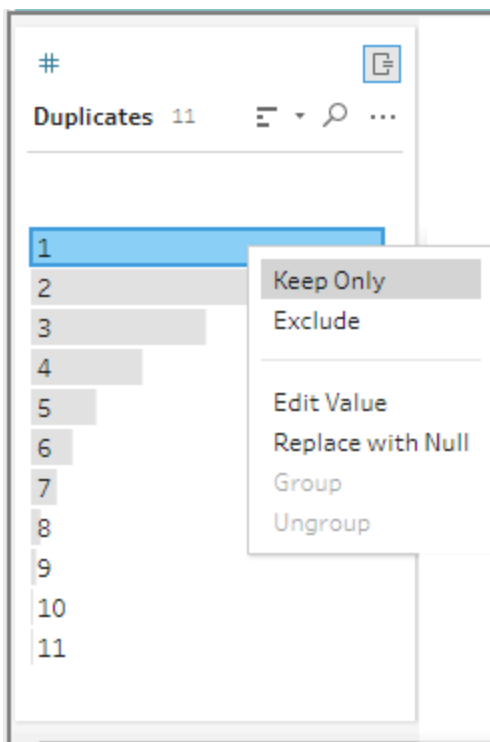 #
Duplicates 11 ...
1
2
3
4
5
6
7
8
9
10
11
Keep Only
Exclude
Edit Value
Replace with Null
Group
Ungroup